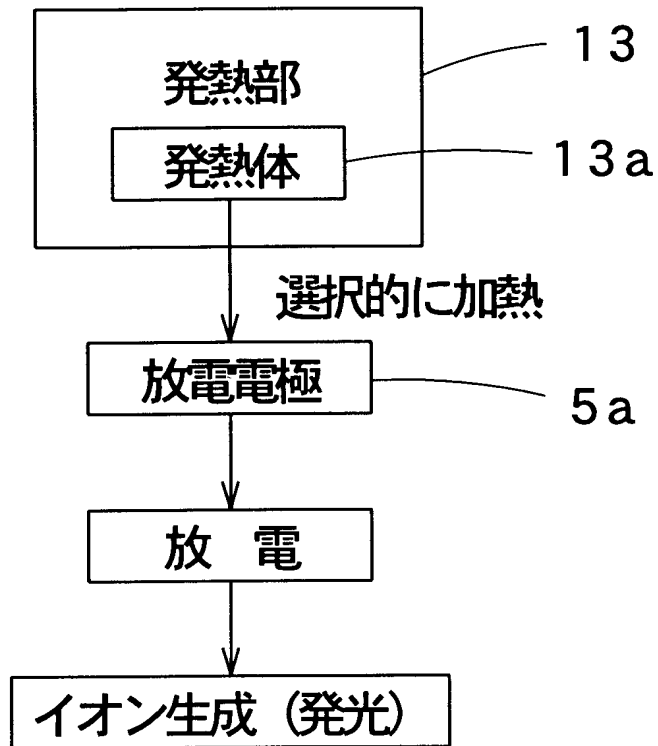 発熱部
13
発熱体
13a
選択的に加熱
放電電極
5a
放 電
イオン生成(発光)